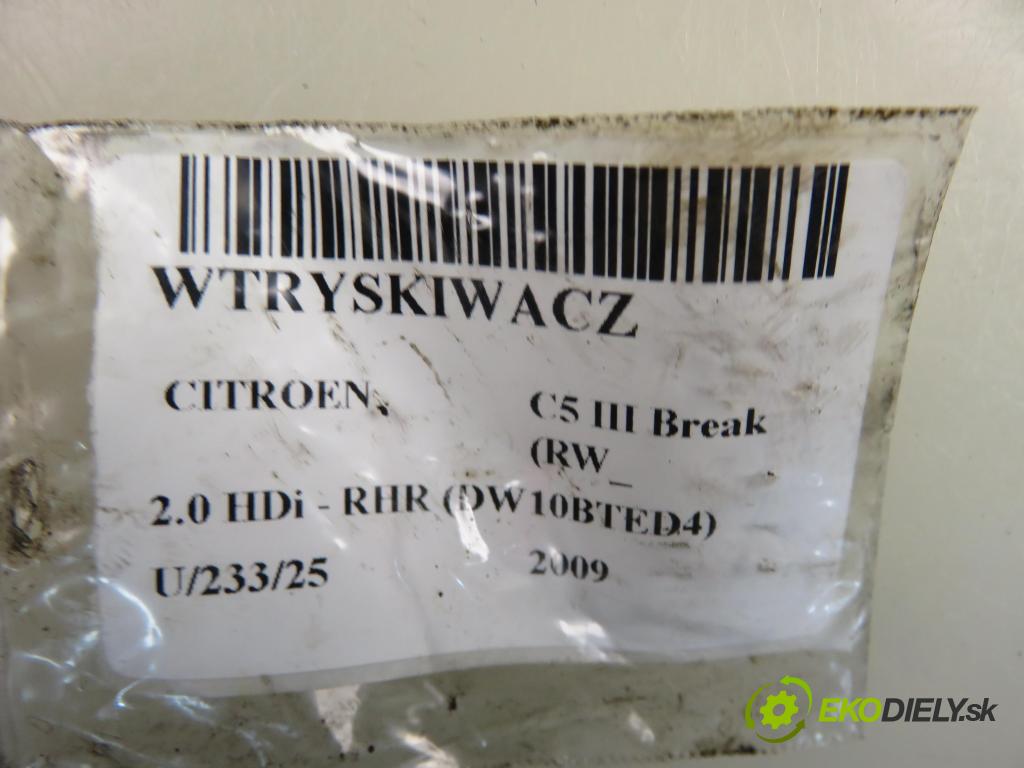 WTRYSKIWACZ
CITROEN,
C5 III Break
(RW_
2.0 HDi - RHR (DW10BTED4)
U/233/25
2009
EKODIELY.sk